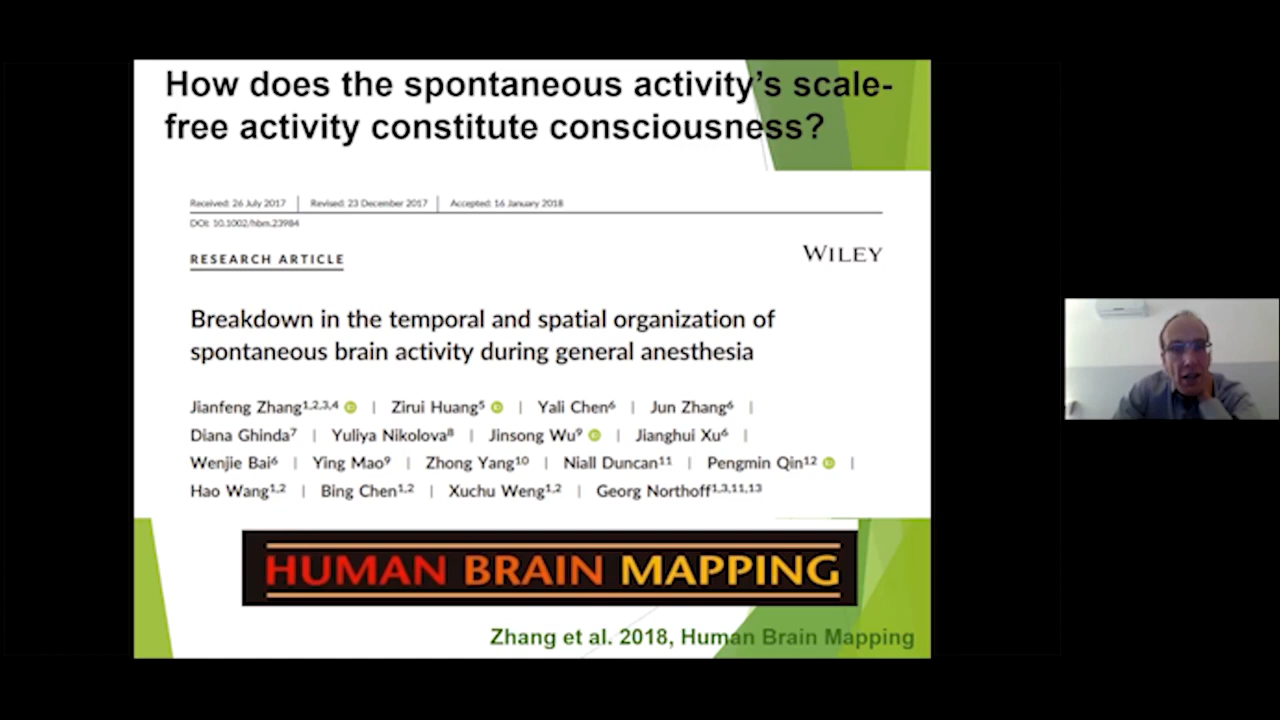 How does the spontaneous activity's scale-
free activity constitute consciousness?
Received: 26 July 2017 | Revised: 23 December 2017 | Accepted: 16 January 2018
DOI: 10.1002/hbm.23984
RESEARCH ARTICLE
WILEY
Breakdown in the temporal and spatial organization of
spontaneous brain activity during general anesthesia
Jianfeng Zhang1,2,3,4 | Zirui Huang5 | Yali Chen6 | Jun Zhang6 |
Diana Ghinda7 | Yuliya Nikolova8 | Jinsong Wu9 | Jianghui Xu6 |
Wenjie Bai6 | Ying Mao9 | Zhong Yang10 | Niall Duncan11 | Pengmin Qin12 |
Hao Wang1,2 | Bing Chen1,2 | Xuchu Weng1,2 | Georg Northoff1,3,11,13
HUMAN BRAIN MAPPING
Zhang et al. 2018, Human Brain Mapping